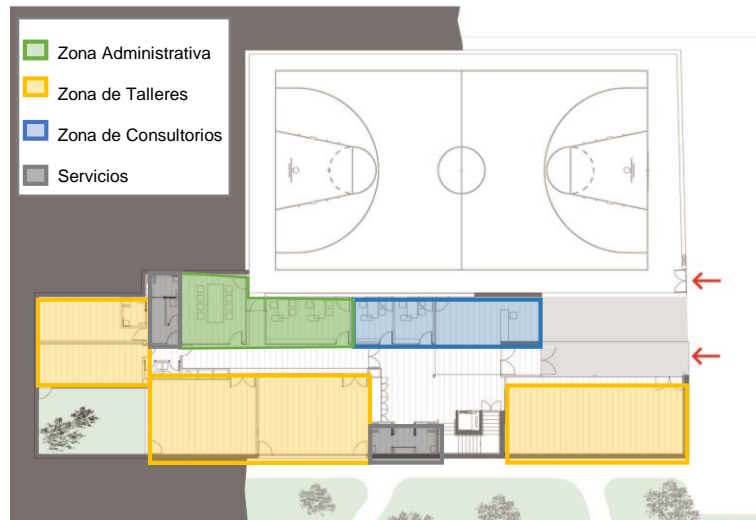 Zona Administrativa
Zona de Talleres
Zona de Consultorios
Servicios